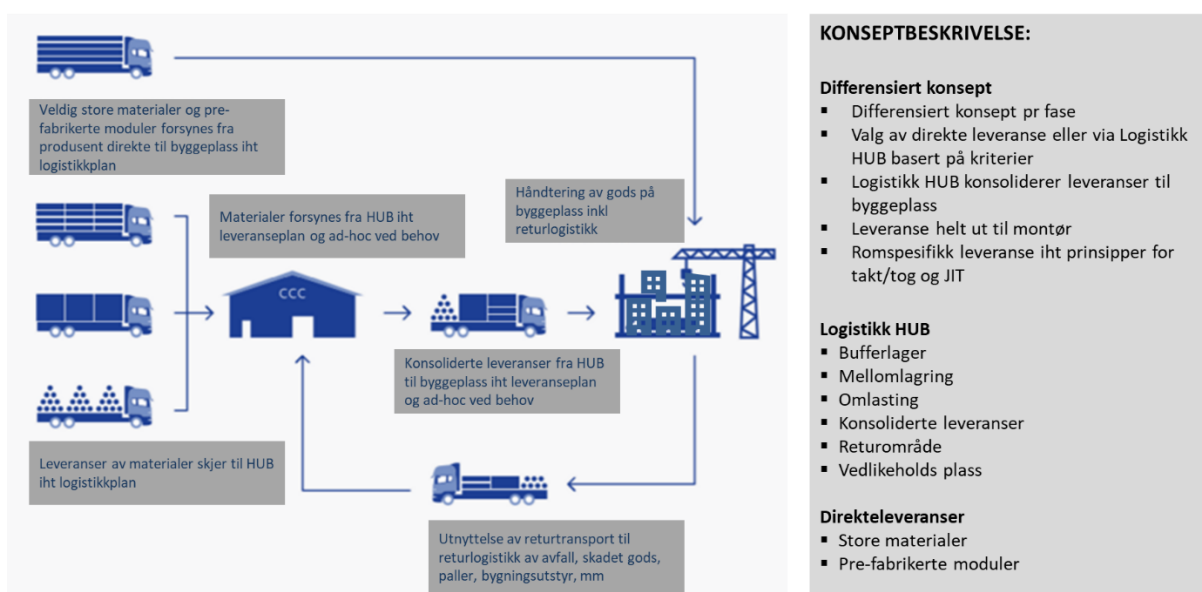 Veldig store materialer og pre-
fabrikerte moduler forsynes fra
produsent direkte til byggeplass iht
logistikkplan
Materialer forsynes fra HUB iht
leveranseplan og ad-hoc ved behov
Håndtering av gods på
byggeplass inkl
returlogistikk
CCC
Konsoliderte leveranser fra HUB
til byggeplass iht leveranseplan
og ad-hoc ved behov
Leveranser av materialer skjer til HUB
iht logistikkplan
Utnyttelse av returtransport til
returlogistikk av avfall, skadet gods,
paller, bygningsutstyr, mm
KONSEPTBESKRIVELSE:
Differensiert konsept
▪ Differensiert konsept pr fase
▪ Valg av direkte leveranse eller via Logistikk
HUB basert på kriterier
▪ Logistikk HUB konsoliderer leveranser til
byggeplass
▪ Leveranse helt ut til montør
▪ Romspesifikk leveranse iht prinsipper for
takt/tog og JIT
Logistikk HUB
▪ Bufferlager
▪ Mellomlagring
▪ Omlasting
▪ Konsoliderte leveranser
▪ Returområde
▪ Vedlikeholds plass
Direkteleveranser
▪ Store materialer
▪ Pre-fabrikerte moduler